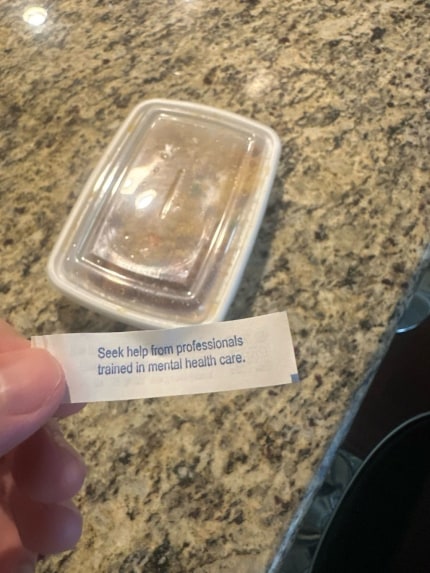 Seek help from professionals
trained in mental health care.